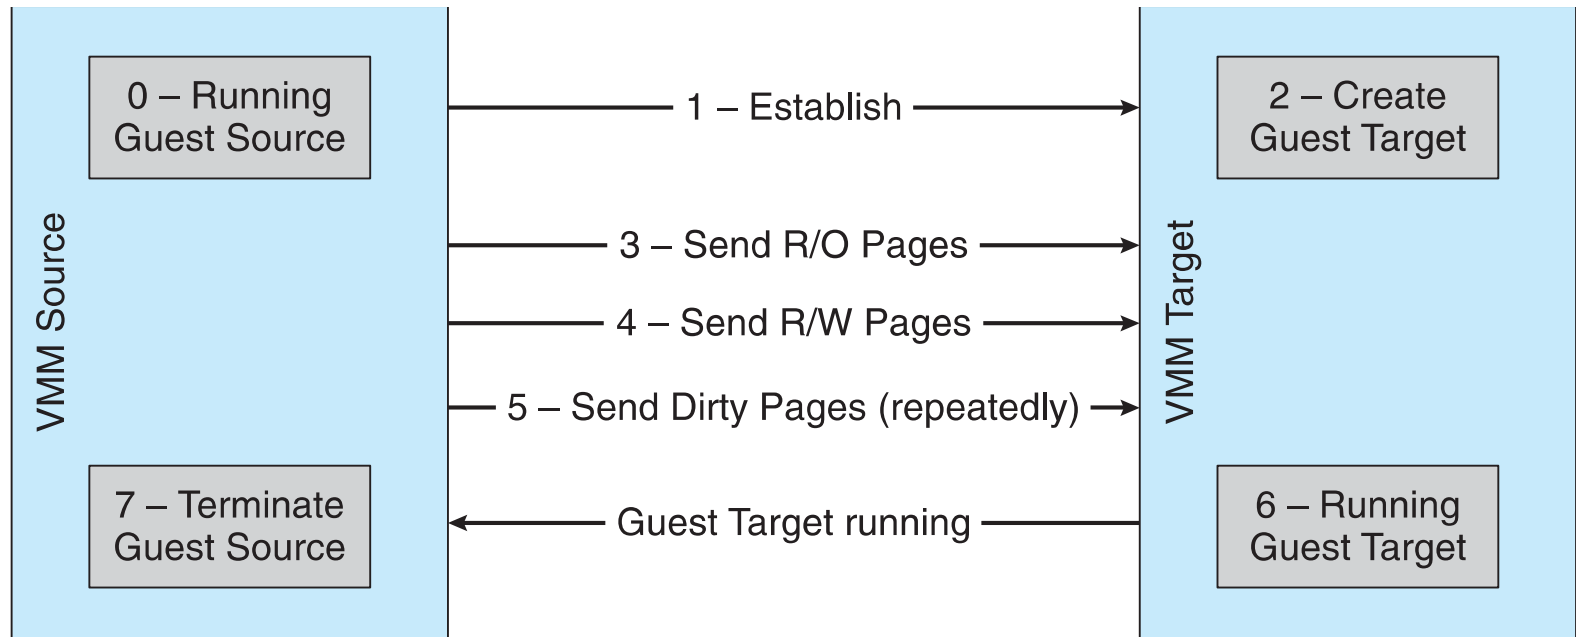 0 – Running
Guest Source
1 – Establish
2 – Create
Guest Target
VMM Source
3 – Send R/O Pages
4 – Send R/W Pages
5 – Send Dirty Pages (repeatedly)
VMM Target
7 – Terminate
Guest Source
Guest Target running
6 – Running
Guest Target